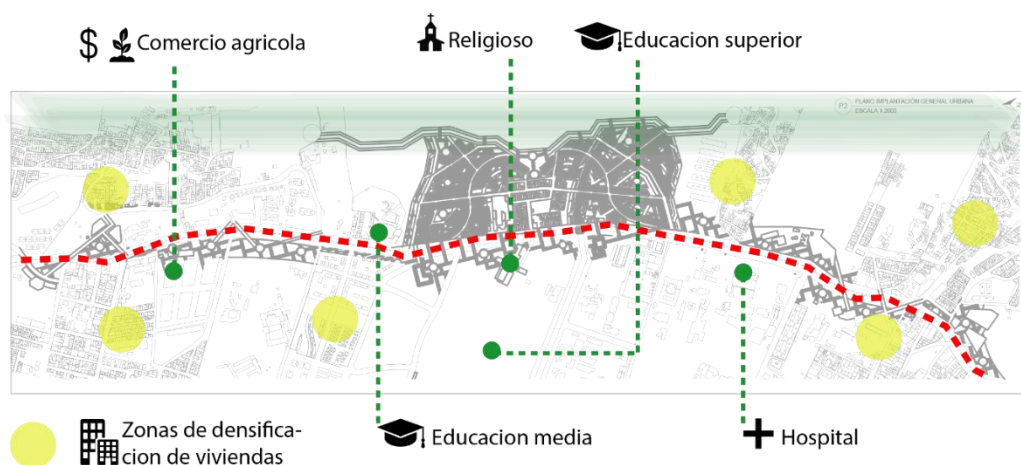 $ Comercio agricola
Religioso
Educacion superior
P2 PLANO IMPLANTACIÓN GENERAL URBANA
ESCALA 1:2000
Zonas de densifica-
cion de viviendas
Educacion media
Hospital